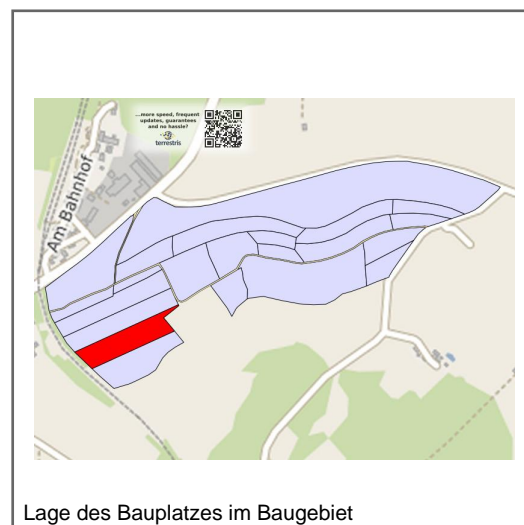 ...more speed, frequent
updates, guarantees
and no hassle?
terrestris
Am Bahnhof
Lage des Bauplatzes im Baugebiet